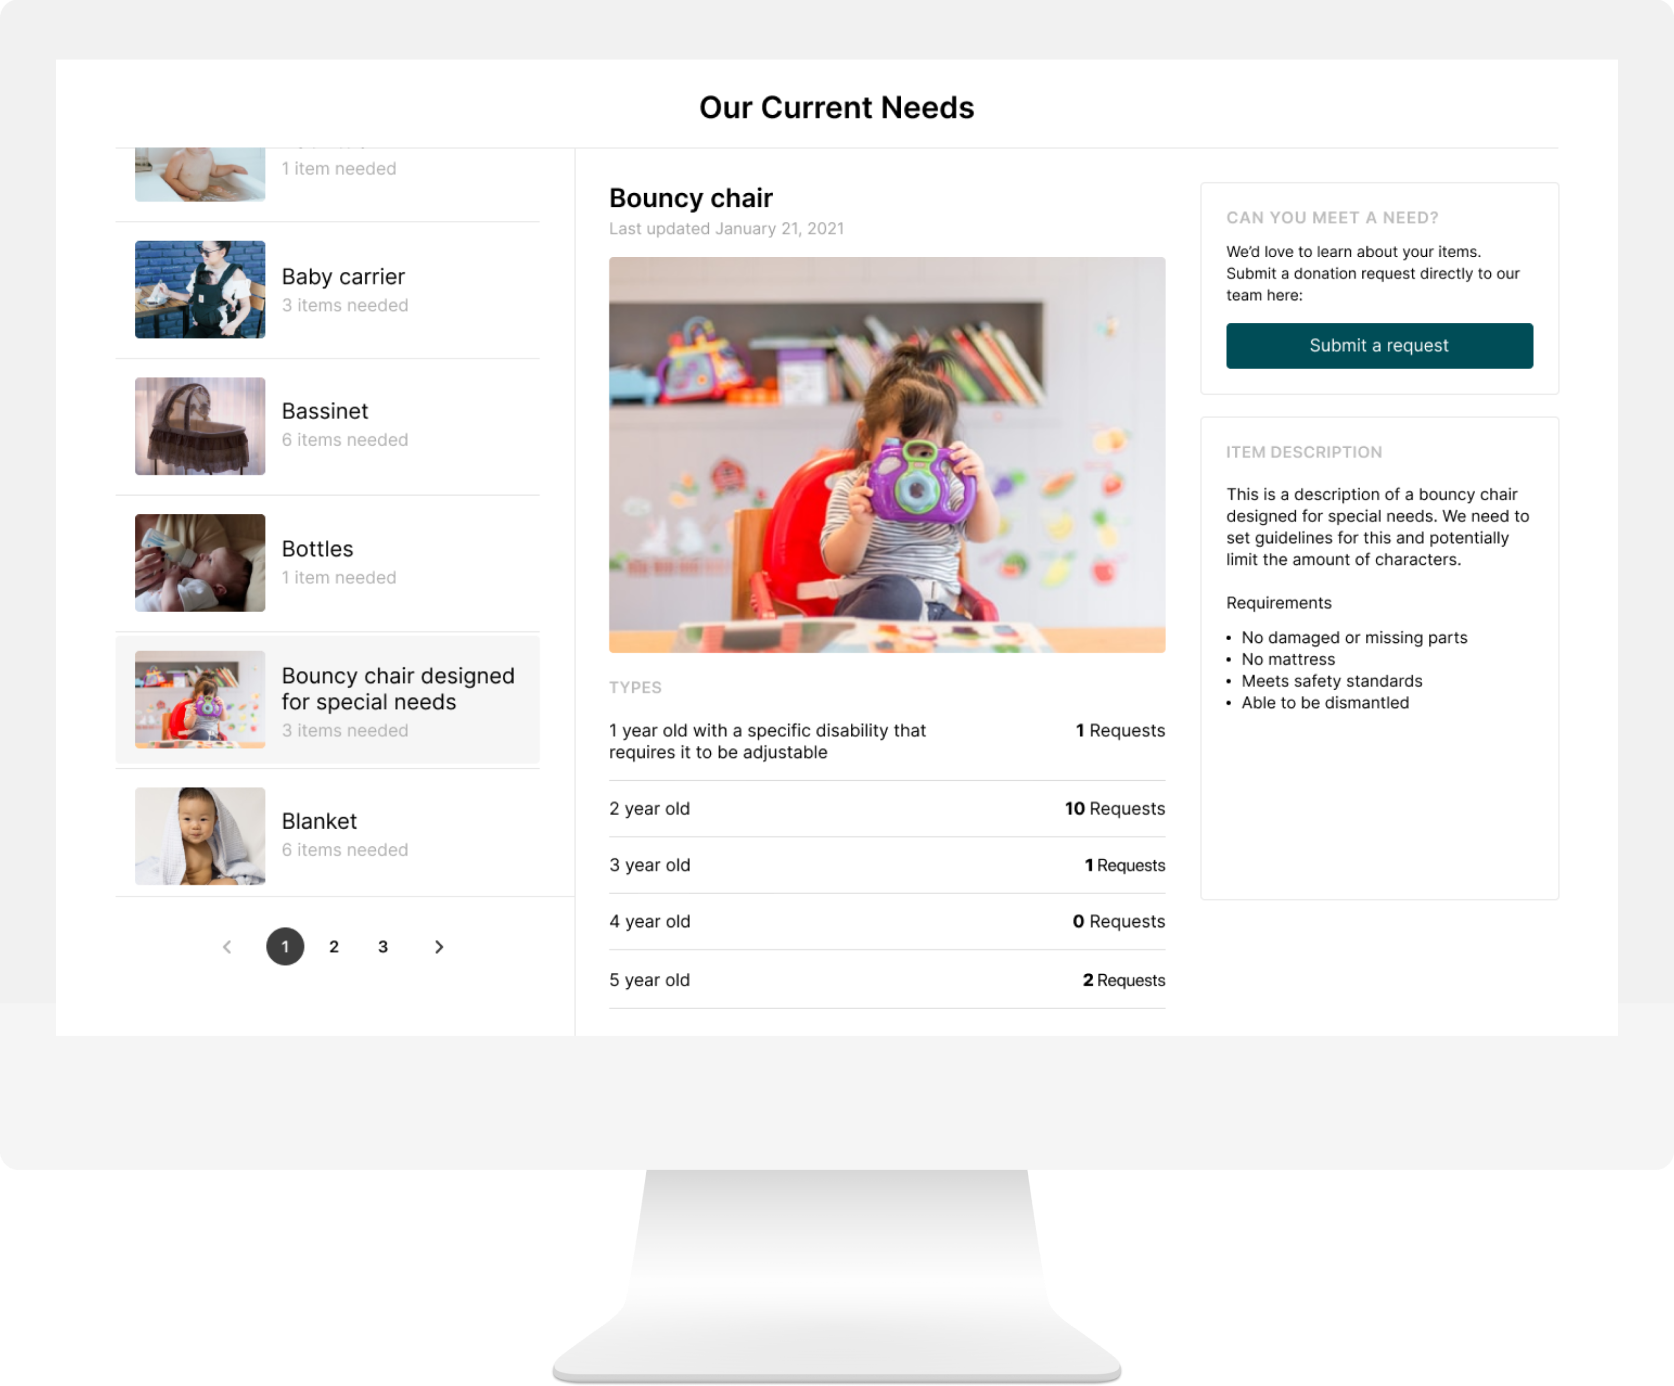 Our Current Needs
1 item needed
Baby carrier
3 items needed
Bassinet
6 items needed
Bottles
1 item needed
Bouncy chair designed
for special needs
3 items needed
Blanket
6 items needed
1 2 3
Bouncy chair
Last updated January 21, 2021
TYPES
1 year old with a specific disability that
requires it to be adjustable
1 Requests
2 year old
10 Requests
3 year old
1 Requests
4 year old
0 Requests
5 year old
2 Requests
CAN YOU MEET A NEED?
We’d love to learn about your items.
Submit a donation request directly to our
team here:
Submit a request
ITEM DESCRIPTION
This is a description of a bouncy chair
designed for special needs. We need to
set guidelines for this and potentially
limit the amount of characters.
Requirements
• No damaged or missing parts
• No mattress
• Meets safety standards
• Able to be dismantled